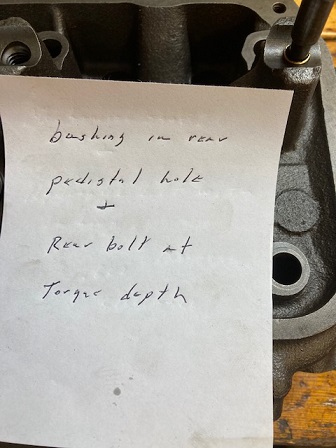 bushing in rear
pedistal hole
+
Rear bolt at
Torque depth